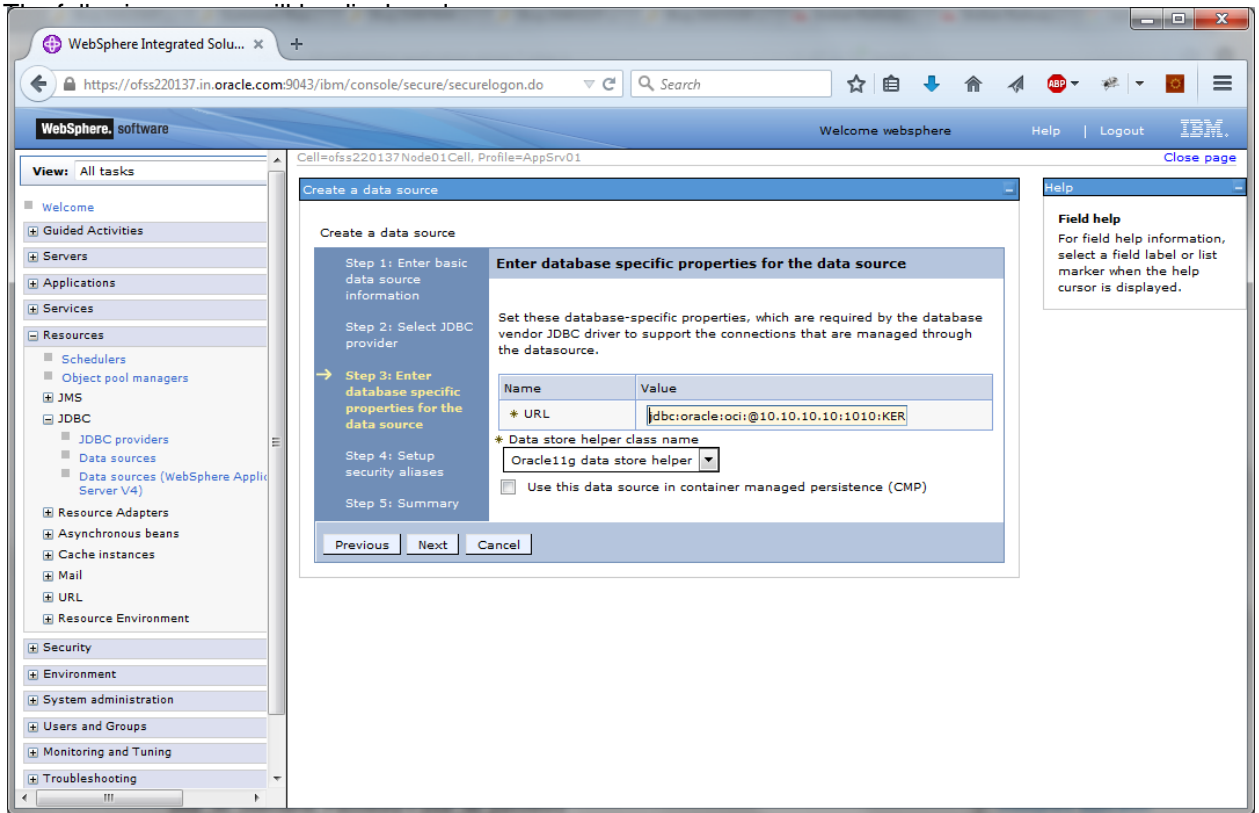 WebSphere Integrated Solu... ×
+
https://ofss220137.in.oracle.com:9043/ibm/console/secure/securelogon.do
Search
ABP
WebSphere. software
Welcome websphere
Help | Logout
IBM.
View: All tasks
Welcome
Guided Activities
Servers
Applications
Services
Resources
Schedulers
Object pool managers
JMS
JDBC
JDBC providers
Data sources
Data sources (WebSphere Applic
Server V4)
Resource Adapters
Asynchronous beans
Cache instances
Mail
URL
Resource Environment
Security
Environment
System administration
Users and Groups
Monitoring and Tuning
Troubleshooting
Cell=ofss220137Node01Cell, Profile=AppSrv01
Close page
Create a data source
Create a data source
Step 1: Enter basic
data source
information
Step 2: Select JDBC
provider
Step 3: Enter
database specific
properties for the
data source
Step 4: Setup
security aliases
Step 5: Summary
Enter database specific properties for the data source
Set these database-specific properties, which are required by the database
vendor JDBC driver to support the connections that are managed through
the datasource.
Name Value
* URL jdbc:oracle:oci:@10.10.10.10:1010:KER
* Data store helper class name
Oracle11g data store helper
Use this data source in container managed persistence (CMP)
Previous Next Cancel
Help
Field help
For field help information,
select a field label or list
marker when the help
cursor is displayed.